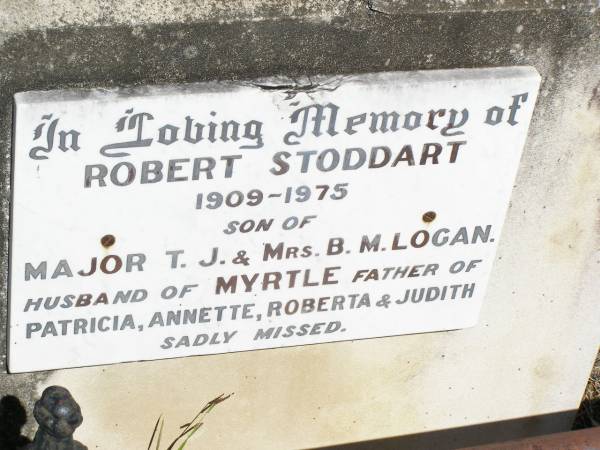 In Loving Memory of
ROBERT STODDART
1909-1975
SON OF
MAJOR T. J. & MRS. B. M. LOGAN.
HUSBAND OF MYRTLE FATHER OF
PATRICIA, ANNETTE, ROBERTA & JUDITH
SADLY MISSED.